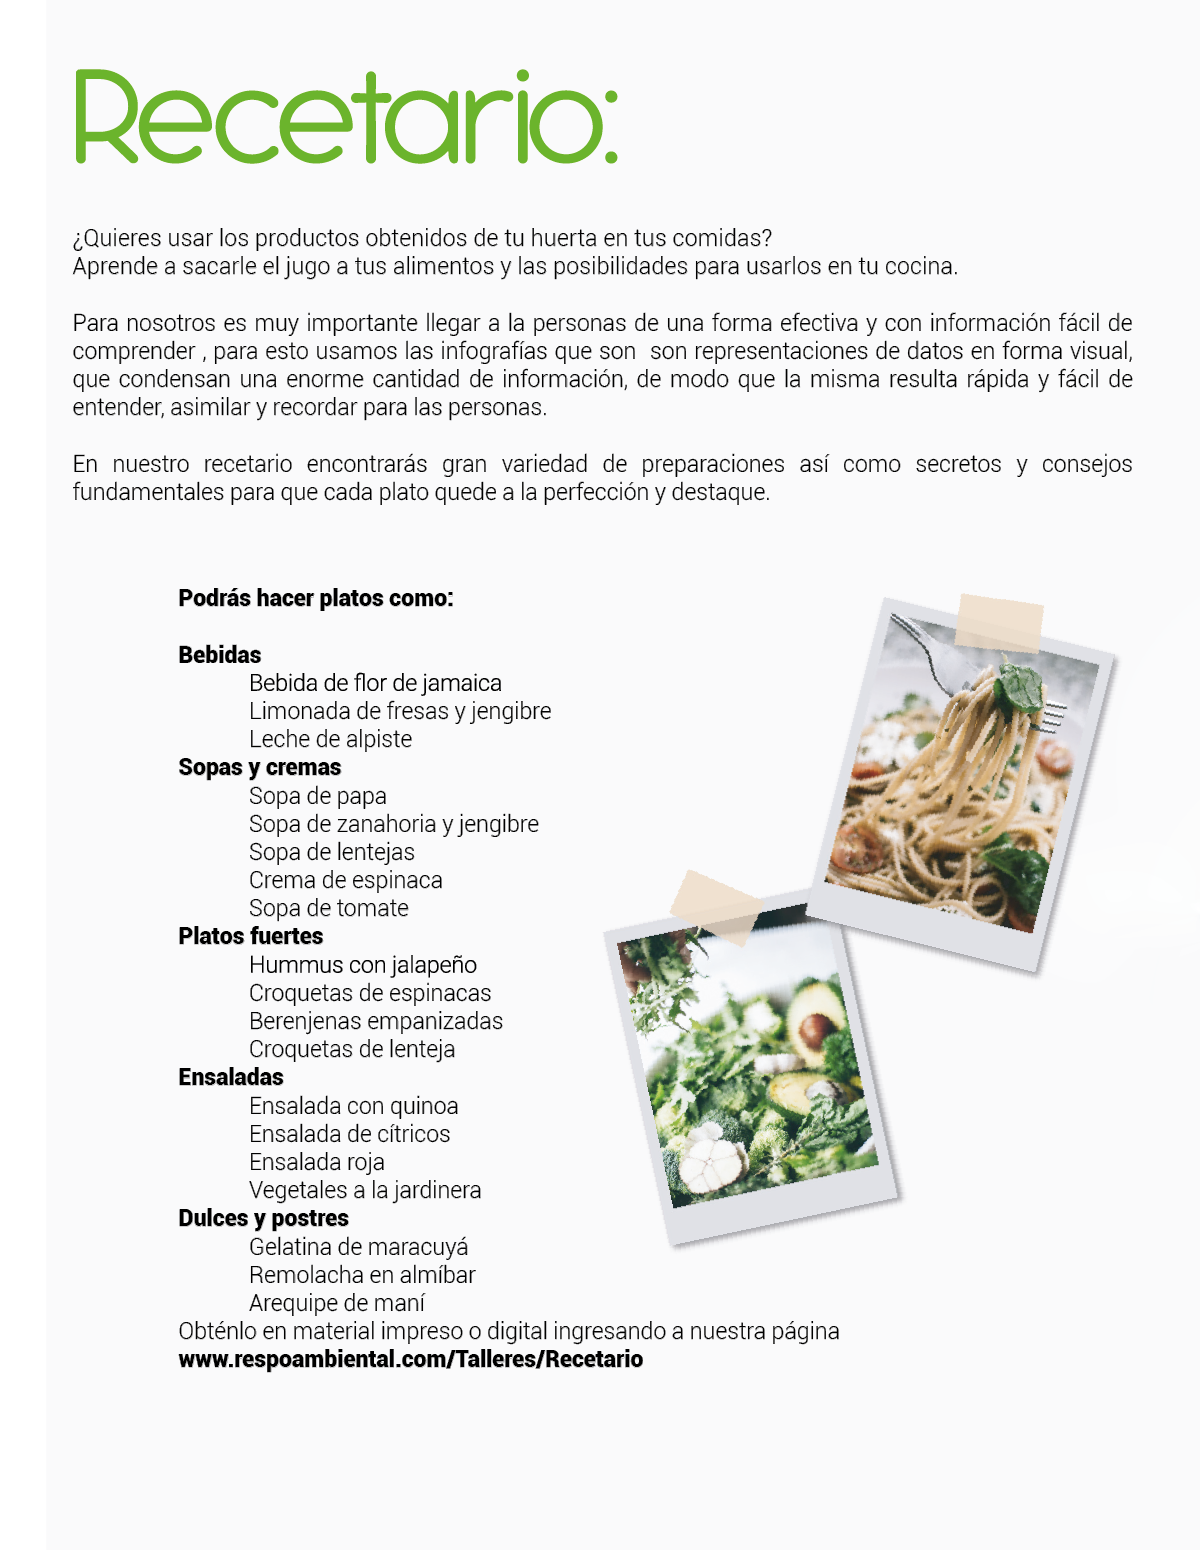 Recetario:
¿Quieres usar los productos obtenidos de tu huerta en tus comidas?
Aprende a sacarle el jugo a tus alimentos y las posibilidades para usarlos en tu cocina.
Para nosotros es muy importante llegar a la personas de una forma efectiva y con información fácil de
comprender , para esto usamos las infografías que son  son representaciones de datos en forma visual,
que condensan una enorme cantidad de información, de modo que la misma resulta rápida y fácil de
entender, asimilar y recordar para las personas.
En nuestro recetario encontrarás gran variedad de preparaciones así como secretos y consejos
fundamentales para que cada plato quede a la perfección y destaque.
Podrás hacer platos como:
Bebidas
Bebida de flor de jamaica
Limonada de fresas y jengibre
Leche de alpiste
Sopas y cremas
Sopa de papa
Sopa de zanahoria y jengibre
Sopa de lentejas
Crema de espinaca
Sopa de tomate
Platos fuertes
Hummus con jalapeño
Croquetas de espinacas
Berenjenas empanizadas
Croquetas de lenteja
Ensaladas
Ensalada con quinoa
Ensalada de cítricos
Ensalada roja
Vegetales a la jardinera
Dulces y postres
Gelatina de maracuyá
Remolacha en almíbar
Arequipe de maní
Obténlo en material impreso o digital ingresando a nuestra página
www.respoambiental.com/Talleres/Recetario